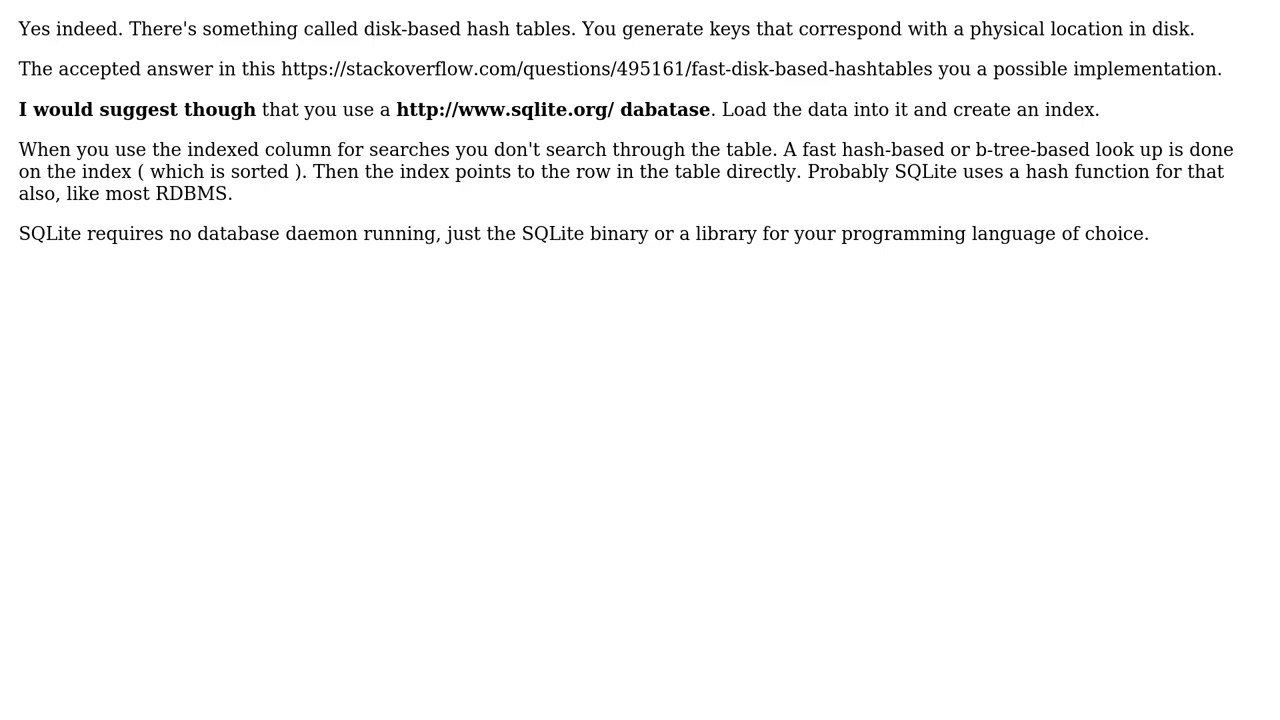 Yes indeed. There's something called disk-based hash tables. You generate keys that correspond with a physical location in disk.
The accepted answer in this https://stackoverflow.com/questions/495161/fast-disk-based-hashtables you a possible implementation.
I would suggest though that you use a http://www.sqlite.org/ dabatase. Load the data into it and create an index.
When you use the indexed column for searches you don't search through the table. A fast hash-based or b-tree-based look up is done
on the index ( which is sorted ). Then the index points to the row in the table directly. Probably SQLite uses a hash function for that
also, like most RDBMS.
SQLite requires no database daemon running, just the SQLite binary or a library for your programming language of choice.